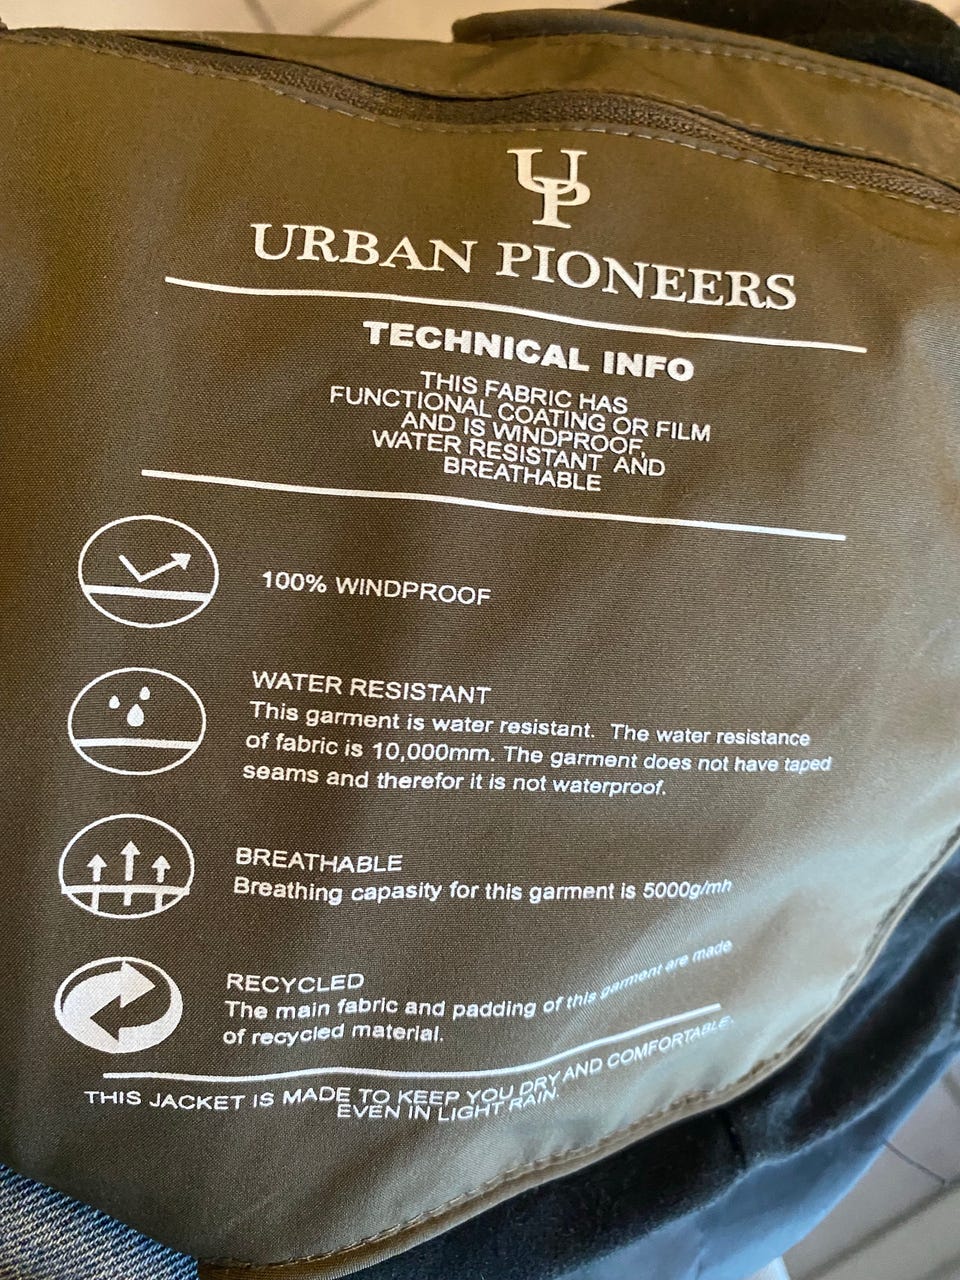 UP
URBAN PIONEERS
TECHNICAL INFO
THIS FABRIC HAS
FUNCTIONAL COATING OR FILM
AND IS WINDPROOF,
WATER RESISTANT AND
BREATHABLE
100% WINDPROOF
WATER RESISTANT
This garment is water resistant. The water resistance
of fabric is 10,000mm. The garment does not have taped
seams and therefor it is not waterproof.
BREATHABLE
Breathing capasity for this garment is 5000g/mh
RECYCLED
The main fabric and padding of this garment are made
of recycled material.
THIS JACKET IS MADE TO KEEP YOU DRY AND COMFORTABLE.
EVEN IN LIGHT RAIN.